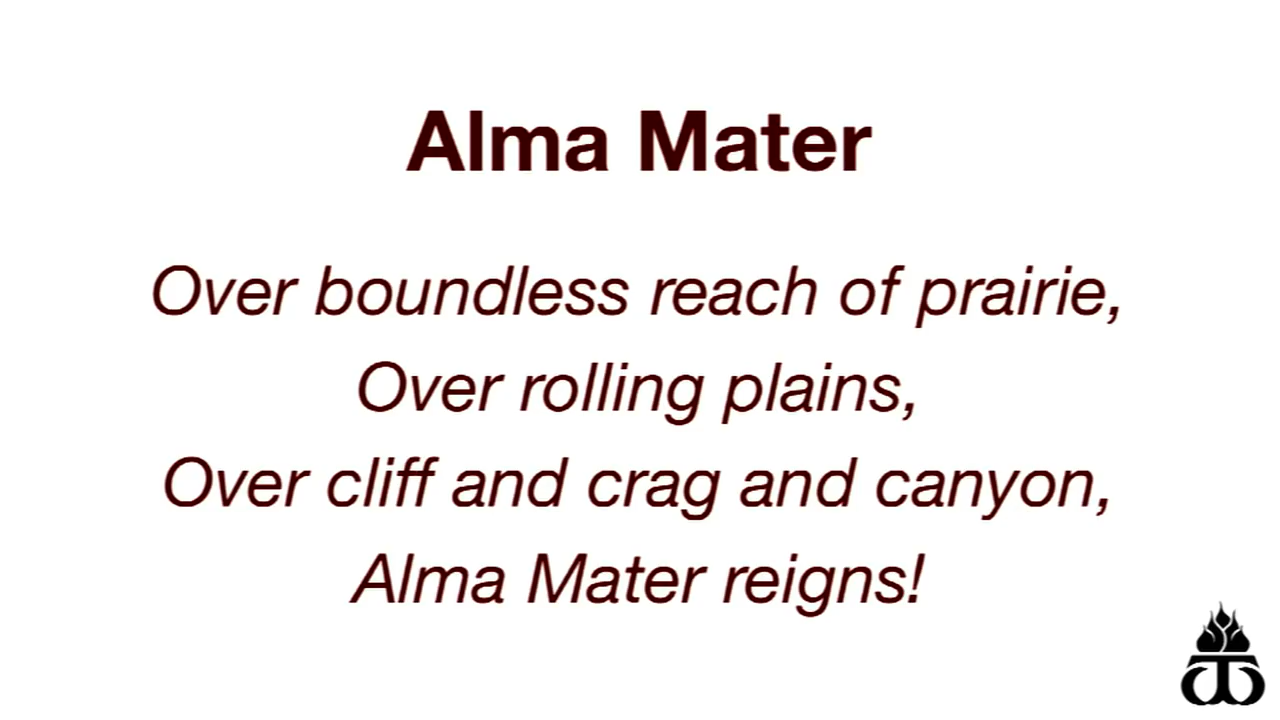 Alma Mater
Over boundless reach of prairie,
Over rolling plains,
Over cliff and crag and canyon,
Alma Mater reigns!